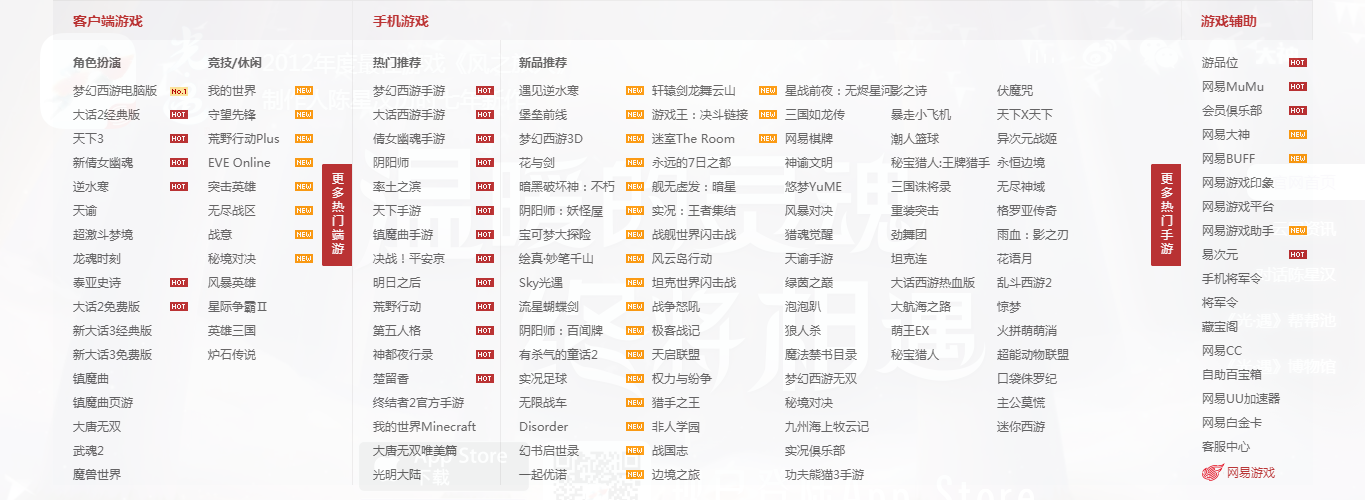 客户端游戏
角色扮演
梦幻西游电脑版 No.1
大话2经典版 HOT
天下3 HOT
新倩女幽魂 HOT
逆水寒 HOT
天谕
超激斗梦境
龙魂时刻
泰亚史诗 HOT
大话2免费版 HOT
新大话3经典版
新大话3免费版
镇魔曲
镇魔曲页游
大唐无双
武魂2
魔兽世界
竞技/休闲
我的世界 NEW
守望先锋 NEW
荒野行动Plus NEW
EVE Online NEW
突击英雄 NEW
无尽战区 NEW
战意 NEW
秘境对决 NEW
风暴英雄
星际争霸Ⅱ
英雄三国
炉石传说
更多热门端游
手机游戏
热门推荐
梦幻西游手游 HOT
大话西游手游 HOT
倩女幽魂手游 HOT
阴阳师 HOT
率土之滨 HOT
天下手游 HOT
镇魔曲手游 HOT
决战！平安京 HOT
明日之后 HOT
荒野行动 HOT
第五人格 HOT
神都夜行录 HOT
楚留香 HOT
终结者2官方手游
我的世界Minecraft
大唐无双唯美篇
光明大陆
新品推荐
遇见逆水寒 NEW
堡垒前线 NEW
梦幻西游3D NEW
花与剑 NEW
暗黑破坏神：不朽 NEW
阴阳师：妖怪屋 NEW
宝可梦大探险 NEW
绘真·妙笔千山 NEW
Sky光遇 NEW
流星蝴蝶剑 NEW
阴阳师：百闻牌 NEW
有杀气的童话2 NEW
实况足球 NEW
无限战车 NEW
Disorder NEW
幻书启世录 NEW
一起优诺 NEW
轩辕剑龙舞云山 NEW
游戏王：决斗链接 NEW
迷室The Room NEW
永远的7日之都
舰无虚发：暗星
实况：王者集结
战舰世界闪击战
风云岛行动
坦克世界闪击战
战争怒吼
极客战记
天启联盟
权力与纷争
猎手之王
非人学园
战国志
边境之旅
星战前夜：无烬星河
三国如龙传
网易棋牌
神谕文明
悠梦YuME
风暴对决
猎魂觉醒
天谕手游
绿茵之巅
泡泡趴
狼人杀
魔法禁书目录
梦幻西游无双
秘境对决
九州海上牧云记
实况俱乐部
功夫熊猫3手游
影之诗
暴走小飞机
潮人篮球
秘宝猎人:王牌猎手
三国诛将录
重装突击
劲舞团
坦克连
大话西游热血版
大航海之路
萌王EX
秘宝猎人
伏魔咒
天下X天下
异次元战姬
永恒边境
无尽神域
格罗亚传奇
雨血：影之刃
花语月
乱斗西游2
惊梦
火拼萌萌消
超能动物联盟
口袋侏罗纪
主公莫慌
迷你西游
更多热门手游
游戏辅助
游品位 HOT
网易MuMu HOT
会员俱乐部 HOT
网易大神 NEW
网易BUFF NEW
网易游戏印象
网易游戏平台
网易游戏助手 NEW
易次元 HOT
手机将军令
将军令
藏宝阁
网易CC
自助百宝箱
网易UU加速器
网易白金卡
客服中心
网易游戏